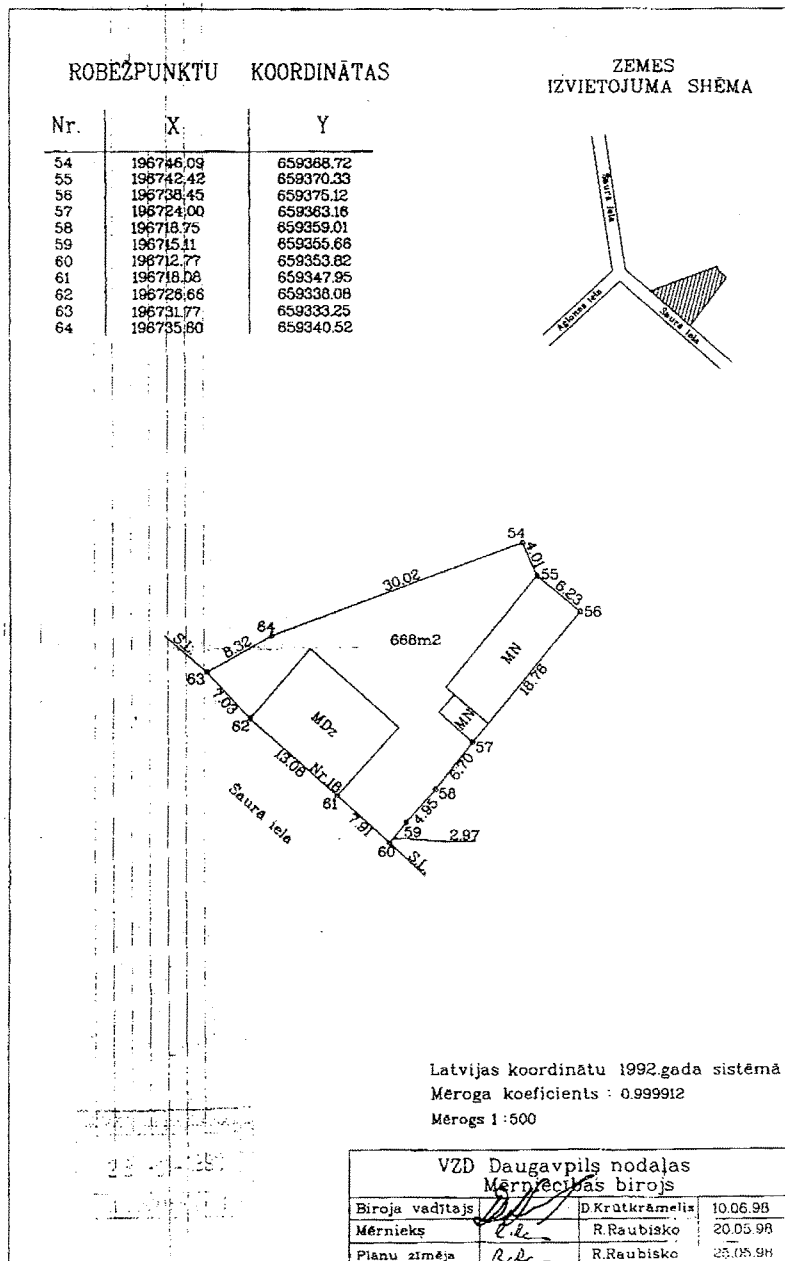 ROBEŽPUNKTU KOORDINĀTAS
Nr. X Y
54 196746.09 659368.72
55 196742.42 659370.33
56 196738.45 659375.12
57 196724.00 659363.16
58 196718.75 659359.01
59 196715.11 659355.66
60 196712.77 659353.82
61 196718.08 659347.95
62 196726.66 659338.08
63 196731.77 659333.25
64 196735.80 659340.52
ZEMES
IZVIETOJUMA SHĒMA
Šaurā iela
Aglonas iela
Šaurā iela
54
4.01
55
6.23
56
30.02
64
8.32
S.L.
63
668m2
MN
18.76
7.03
62
MDz
MN
57
13.08
Nr.18
6.70
58
61
Šaurā iela
7.91
4.95
59
2.97
60
S.L.
Latvijas koordinātu 1992.gada sistēmā
Mēroga koeficients : 0.999912
Mērogs 1:500
VZD Daugavpils nodaļas
Mērniecības birojs
Biroja vadītajs D.Krūtkrāmelis 10.06.98
Mērnieks R.Raubisko 20.05.98
Plānu zīmēja R.Raubisko 25.05.98